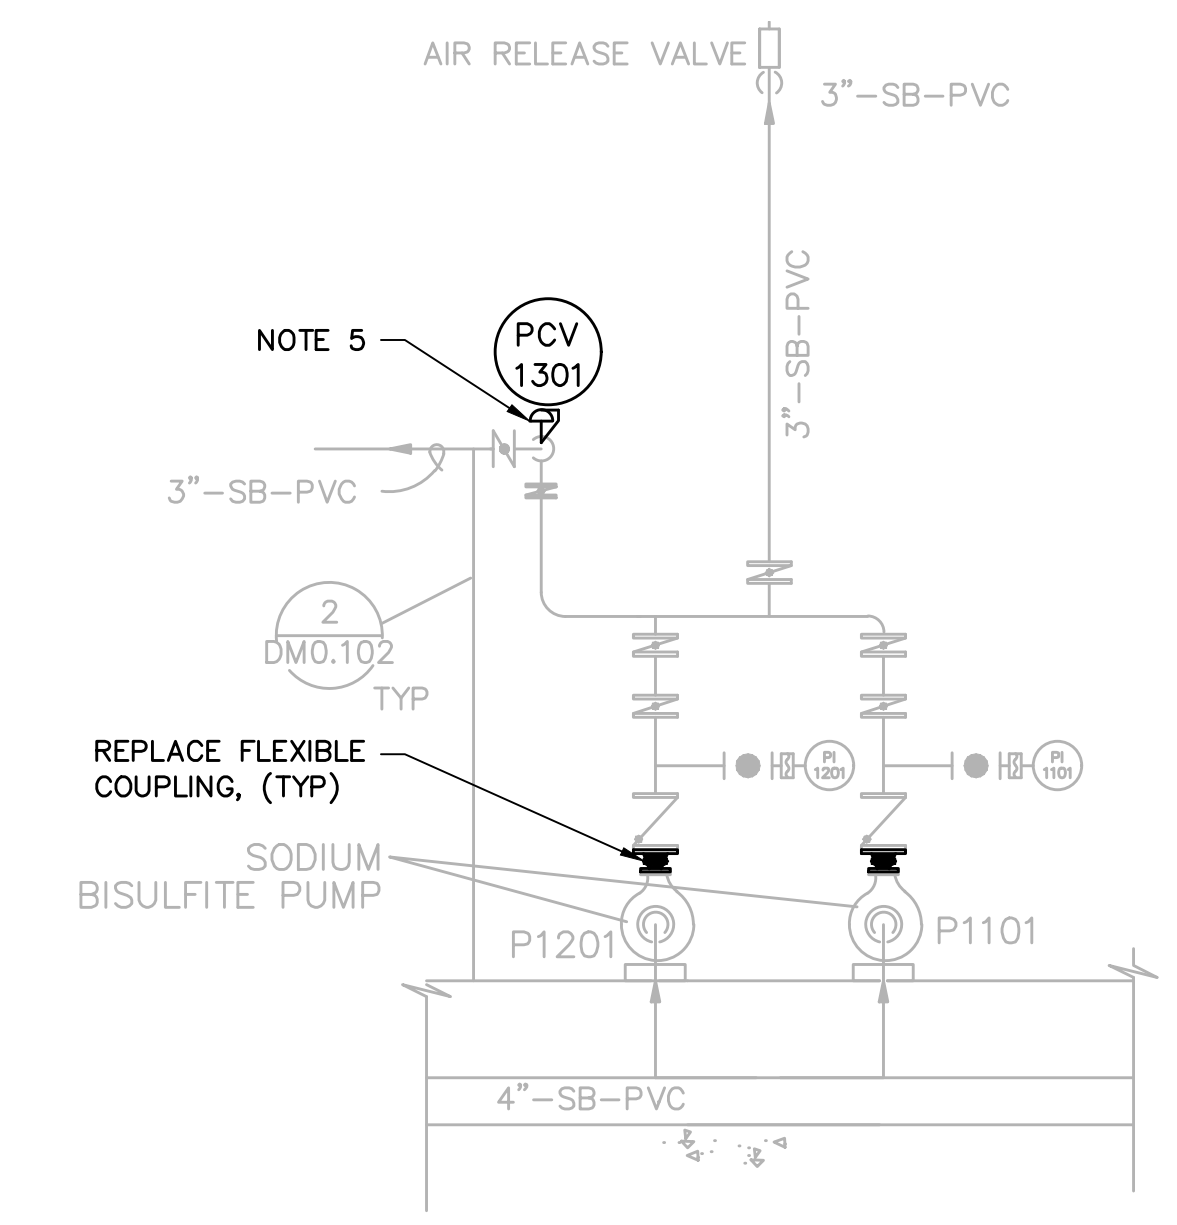 AIR RELEASE VALVE
3"-SB-PVC
3"-SB-PVC
NOTE 5
PCV
1301
3"-SB-PVC
2
DM0.102
TYP
REPLACE FLEXIBLE
COUPLING, (TYP)
PI
1201
PI
1101
SODIUM
BISULFITE PUMP
P1201
P1101
4"-SB-PVC